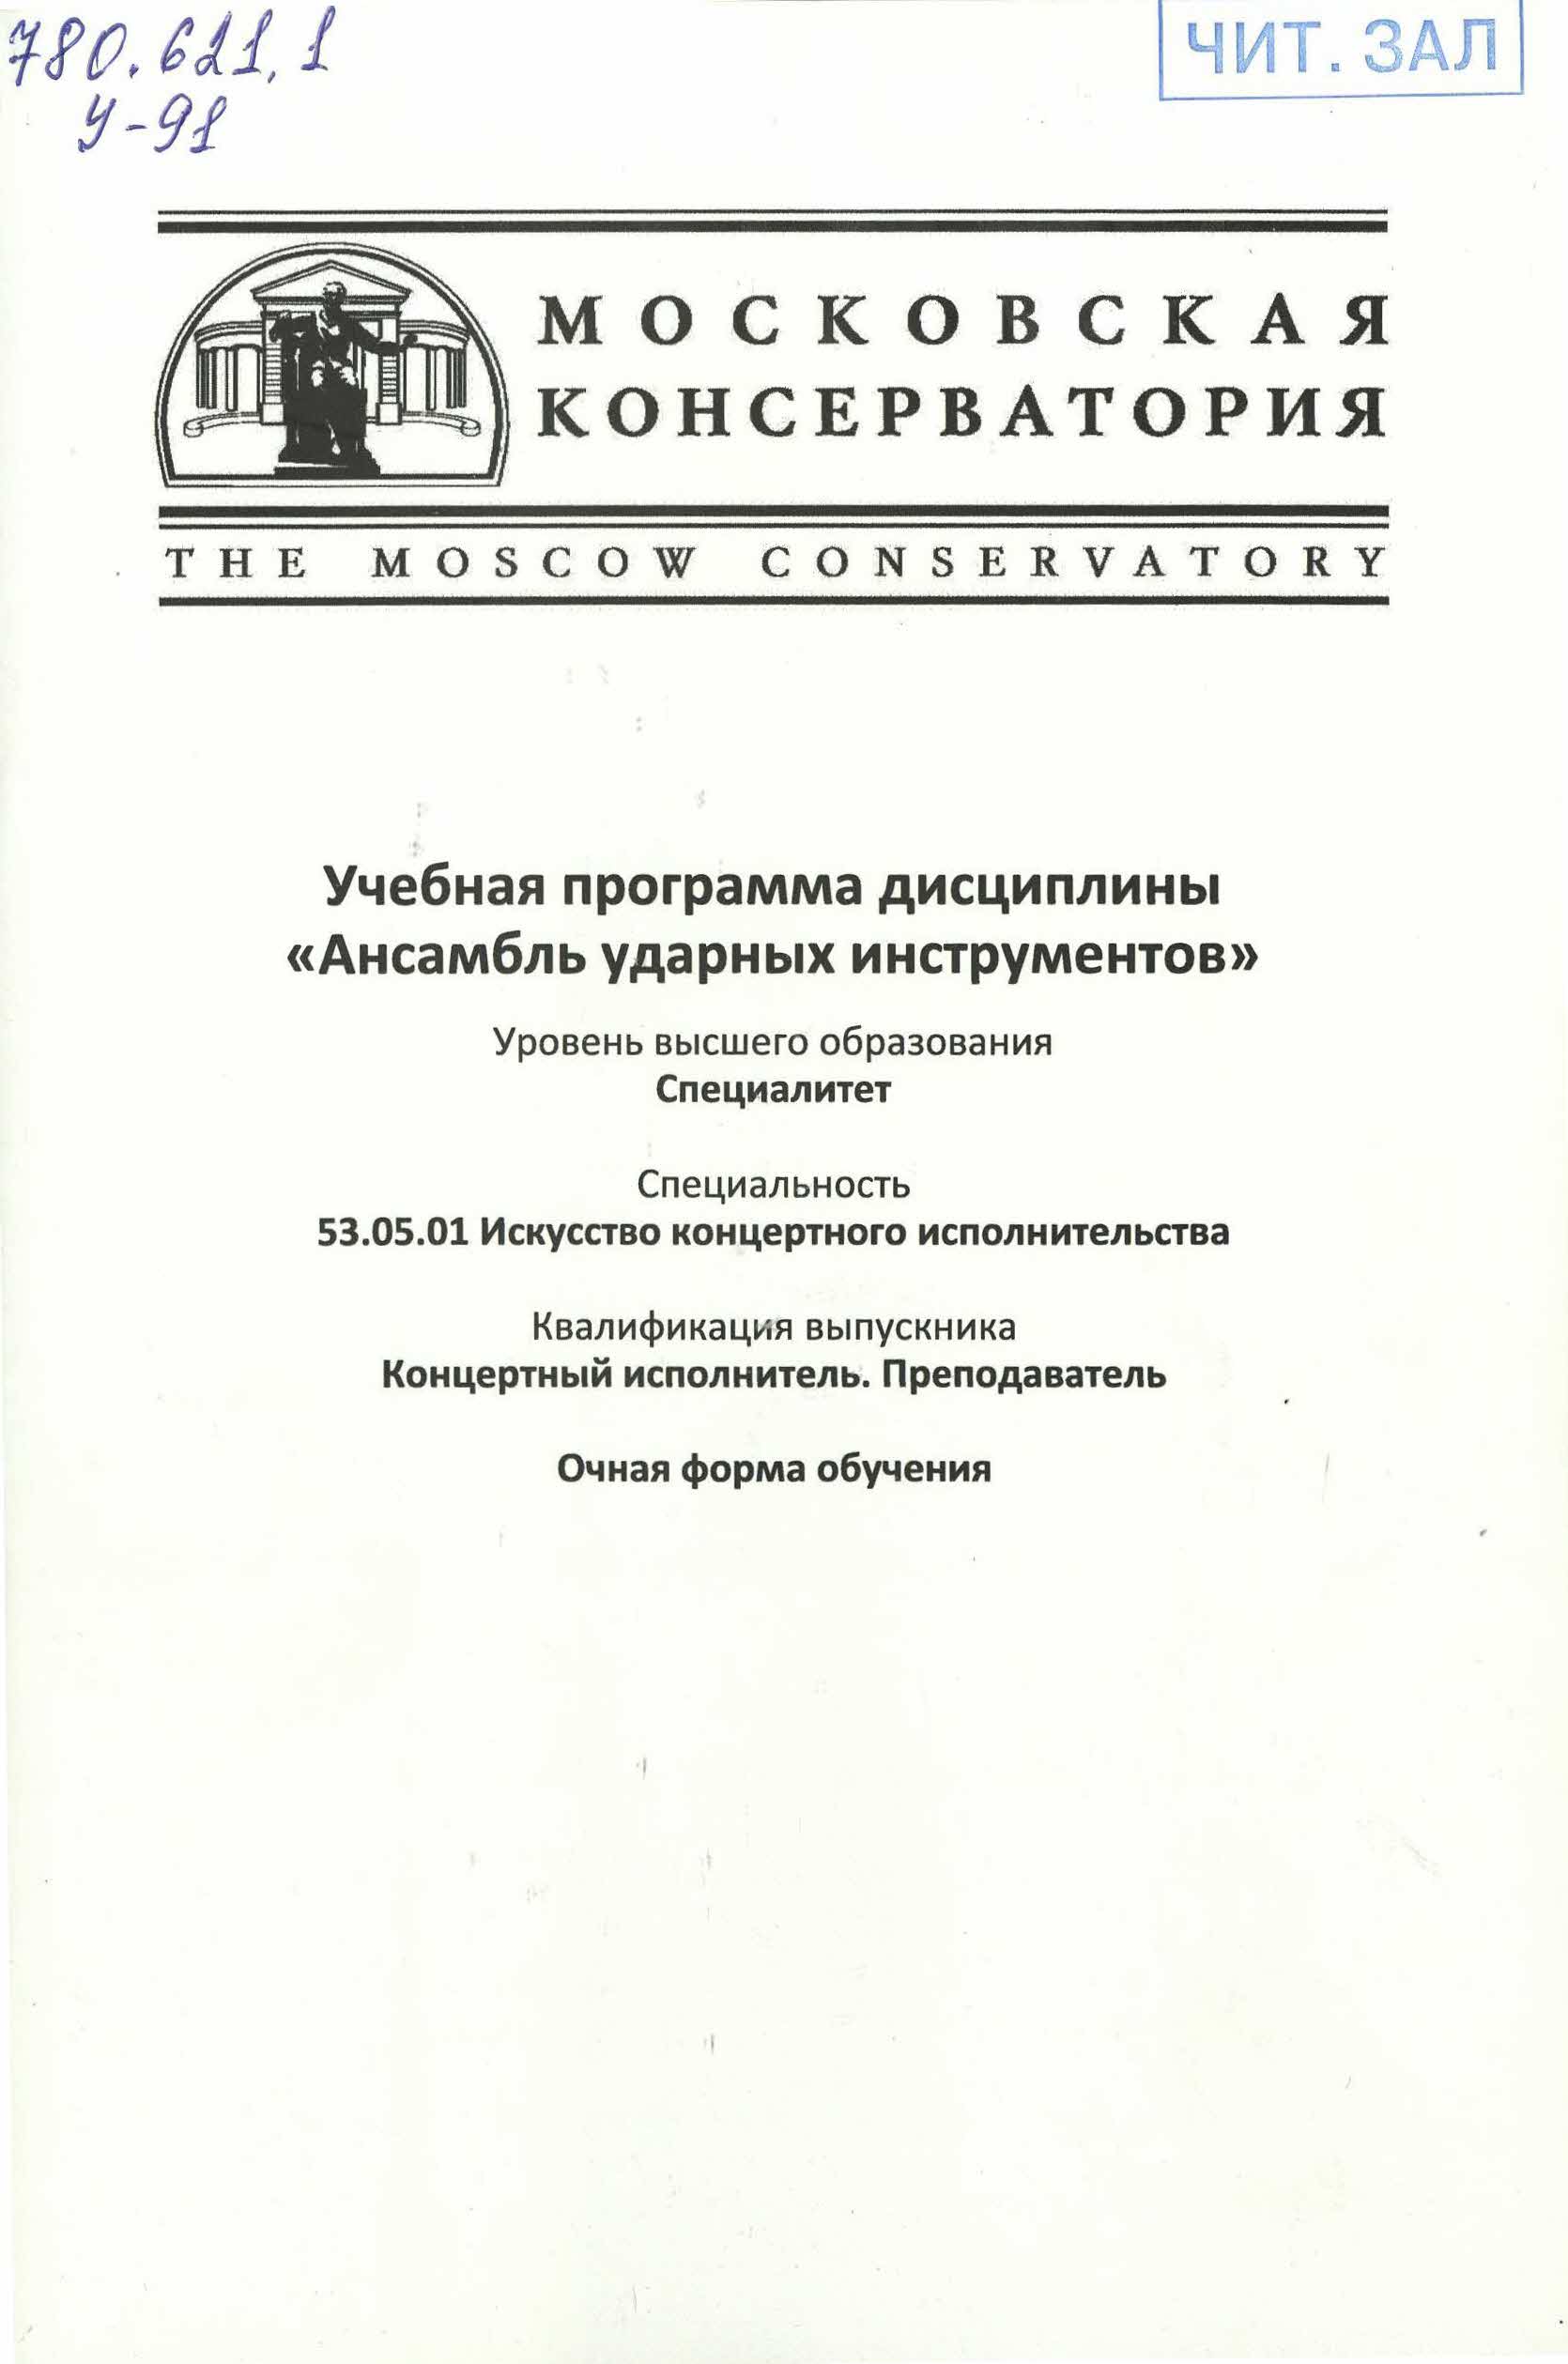 780.621.1
У-91
ЧИТ. ЗАЛ
МОСКОВСКАЯ
КОНСЕРВАТОРИЯ
THE MOSCOW CONSERVATORY
Учебная программа дисциплины
«Ансамбль ударных инструментов»
Уровень высшего образования
Специалитет
Специальность
53.05.01 Искусство концертного исполнительства
Квалификация выпускника
Концертный исполнитель. Преподаватель
Очная форма обучения